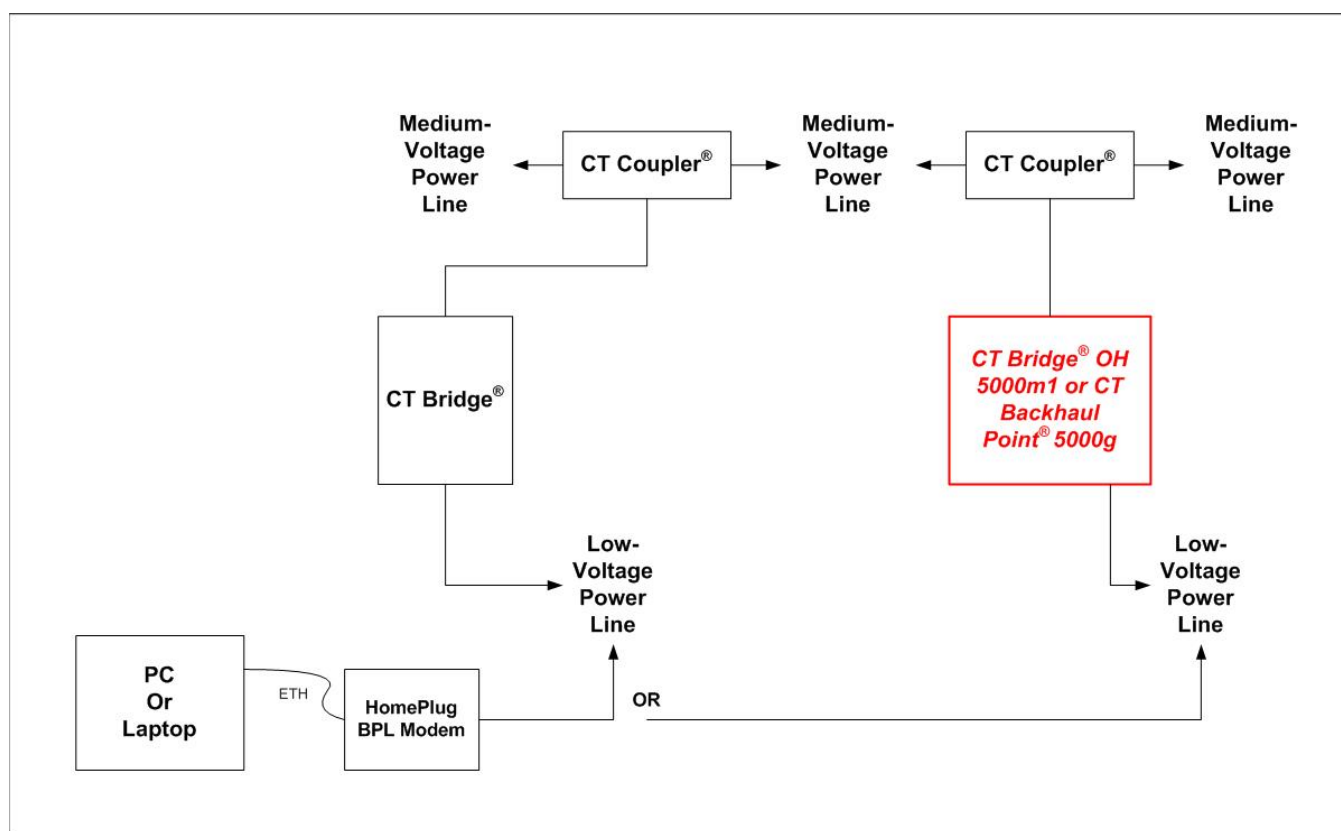 Medium-
Voltage
Power
Line
CT Coupler®
Medium-
Voltage
Power
Line
CT Coupler®
Medium-
Voltage
Power
Line
CT Bridge®
CT Bridge® OH
5000m1 or CT
Backhaul
Point® 5000g
Low-
Voltage
Power
Line
Low-
Voltage
Power
Line
PC
Or
Laptop
ETH
HomePlug
BPL Modem
OR